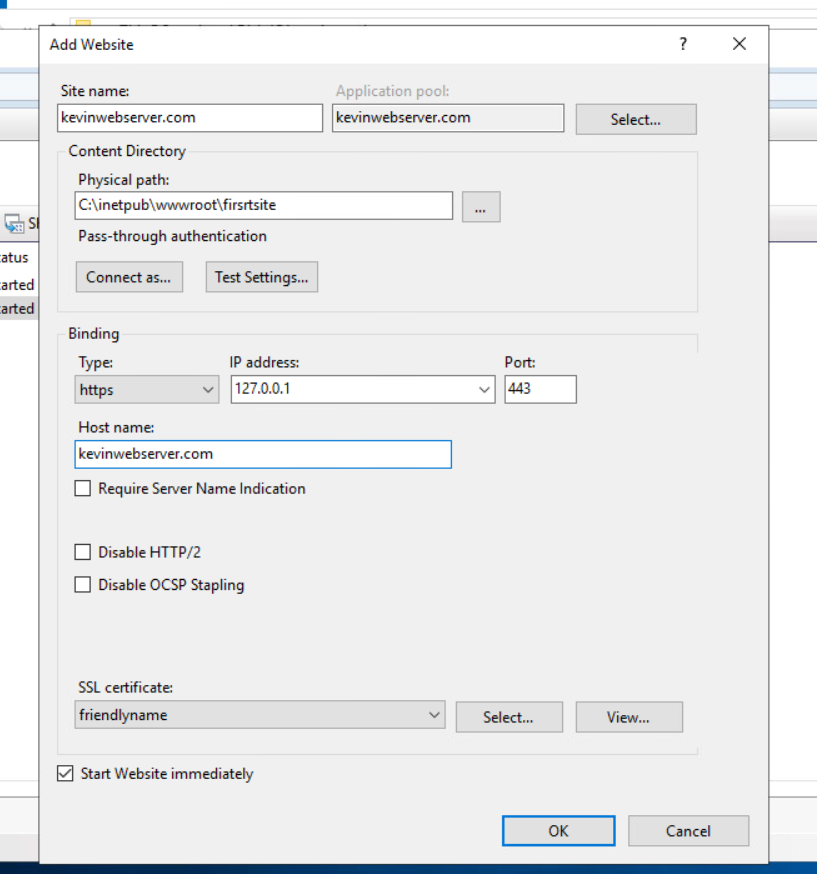 Add Website
?
Site name:
Application pool:
kevinwebserver.com
kevinwebserver.com
Select...
Content Directory
Physical path:
C:\inetpub\wwwroot\firsrtsite
...
Pass-through authentication
Connect as...
Test Settings...
atus
arted
arted
Binding
Type:
IP address:
Port:
https
127.0.0.1
443
Host name:
kevinwebserver.com
Require Server Name Indication
Disable HTTP/2
Disable OCSP Stapling
SSL certificate:
friendlyname
Select...
View...
Start Website immediately
OK
Cancel